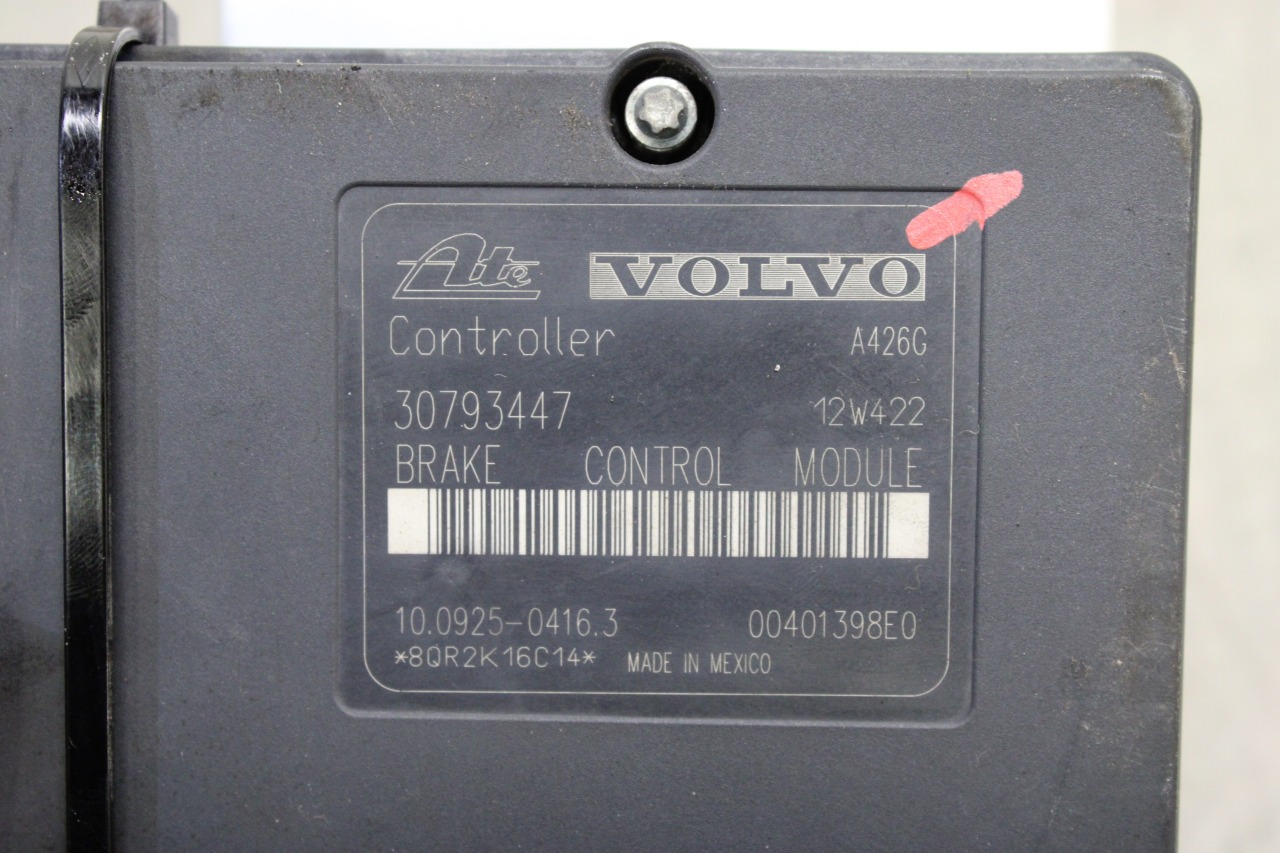 Ate VOLVO
Controller A426G
30793447 12W422
BRAKE CONTROL MODULE
10.0925-0416.3 00401398E0
*8QR2K16C14* MADE IN MEXICO